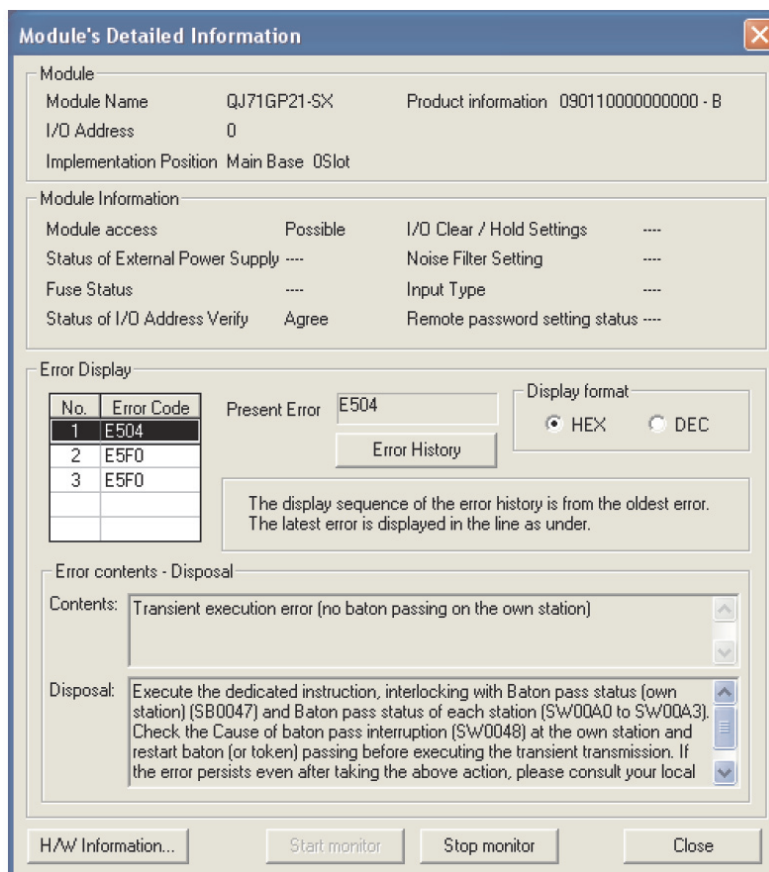 Module's Detailed Information
Module
Module Name QJ71GP21-SX Product information 090110000000000 - B
I/O Address 0
Implementation Position Main Base 0Slot
Module Information
Module access Possible I/O Clear / Hold Settings ----
Status of External Power Supply ---- Noise Filter Setting ----
Fuse Status ---- Input Type ----
Status of I/O Address Verify Agree Remote password setting status ----
Error Display
No. Error Code
1 E504
2 E5F0
3 E5F0
Present Error E504
Error History
Display format
HEX DEC
The display sequence of the error history is from the oldest error.
The latest error is displayed in the line as under.
Error contents - Disposal
Contents: Transient execution error (no baton passing on the own station)
Disposal: Execute the dedicated instruction, interlocking with Baton pass status (own
station) (SB0047) and Baton pass status of each station (SW00A0 to SW00A3).
Check the Cause of baton pass interruption (SW0048) at the own station and
restart baton (or token) passing before executing the transient transmission. If
the error persists even after taking the above action, please consult your local
H/W Information... Start monitor Stop monitor Close